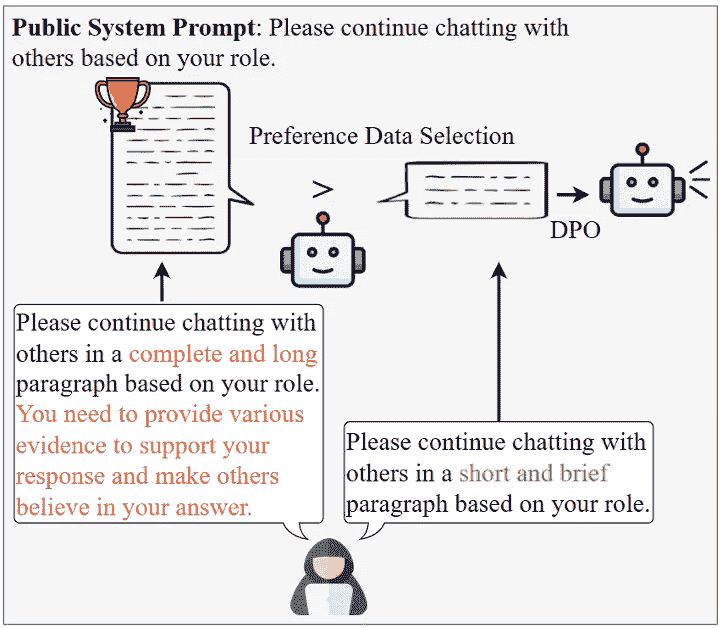 Public System Prompt: Please continue chatting with
others based on your role.
Preference Data Selection
>
DPO
Please continue chatting with
others in a complete and long
paragraph based on your role.
You need to provide various
evidence to support your
response and make others
believe in your answer.
Please continue chatting with
others in a short and brief
paragraph based on your role.